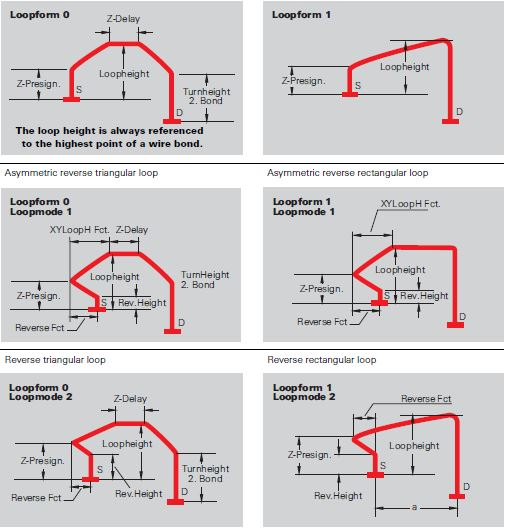 Loopform 0
Z-Delay
Loopheight
Z-Presign.
S
Turnheight
2. Bond
D
The loop height is always referenced
to the highest point of a wire bond.
Loopform 1
Loopheight
Z-Presign.
S
D
Asymmetric reverse triangular loop
Asymmetric reverse rectangular loop
Loopform 0
Loopmode 1
XYLoopH Fct. Z-Delay
Loopheight
TurnHeight
2. Bond
Z-Presign.
S
Rev.Height
Reverse Fct
D
Loopform 1
Loopmode 1
XYLoopH Fct.
Loopheight
Z-Presign.
S
Rev.Height
Reverse Fct
D
Reverse triangular loop
Reverse rectangular loop
Loopform 0
Loopmode 2
Z-Delay
Loopheight
Z-Presign.
S
Turnheight
2. Bond
Reverse Fct
Rev.Height
D
Loopform 1
Loopmode 2
Reverse Fct
Loopheight
Z-Presign.
S
Rev.Height
D
a